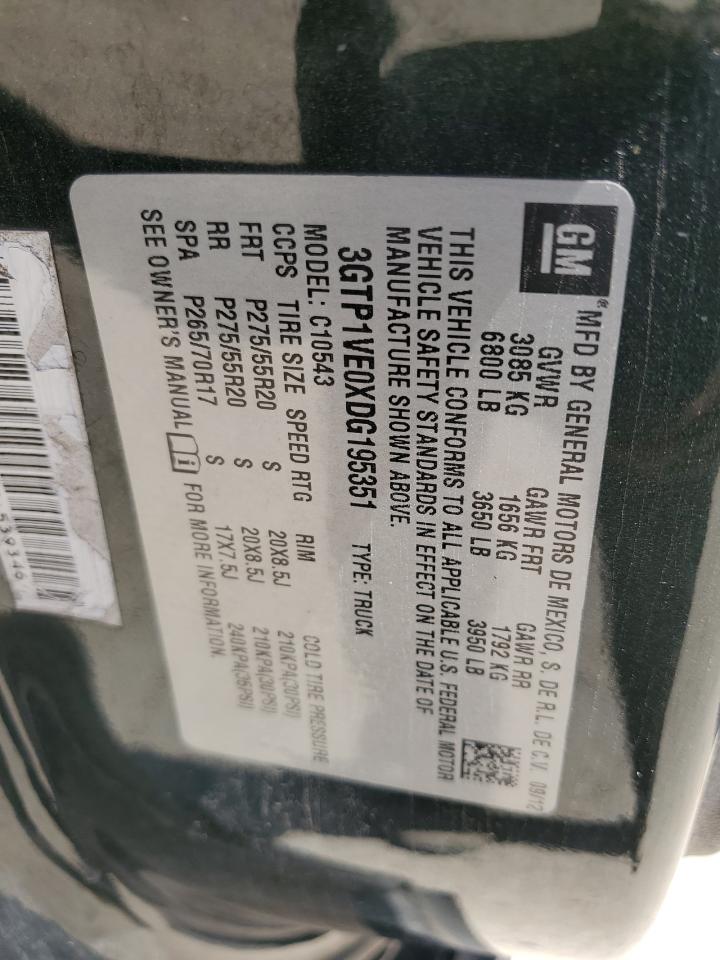 GM
® MFD BY GENERAL MOTORS DE MEXICO, S. DE R.L. DE C.V. 09/12
GVWR GAWR FRT GAWR RR
3085 KG 1656 KG 1792 KG
6800 LB 3650 LB 3950 LB
THIS VEHICLE CONFORMS TO ALL APPLICABLE U.S. FEDERAL MOTOR
VEHICLE SAFETY STANDARDS IN EFFECT ON THE DATE OF
MANUFACTURE SHOWN ABOVE.
3GTP1VE0XDG195351 TYPE: TRUCK
MODEL: C10543
CCPS TIRE SIZE SPEED RTG RIM COLD TIRE PRESSURE
FRT P275/55R20 S 20X8.5J 210KPA(30PSI)
RR P275/55R20 S 20X8.5J 210KPA(30PSI)
SPA P265/70R17 S 17X7.5J 240KPA(35PSI)
SEE OWNER'S MANUAL FOR MORE INFORMATION.